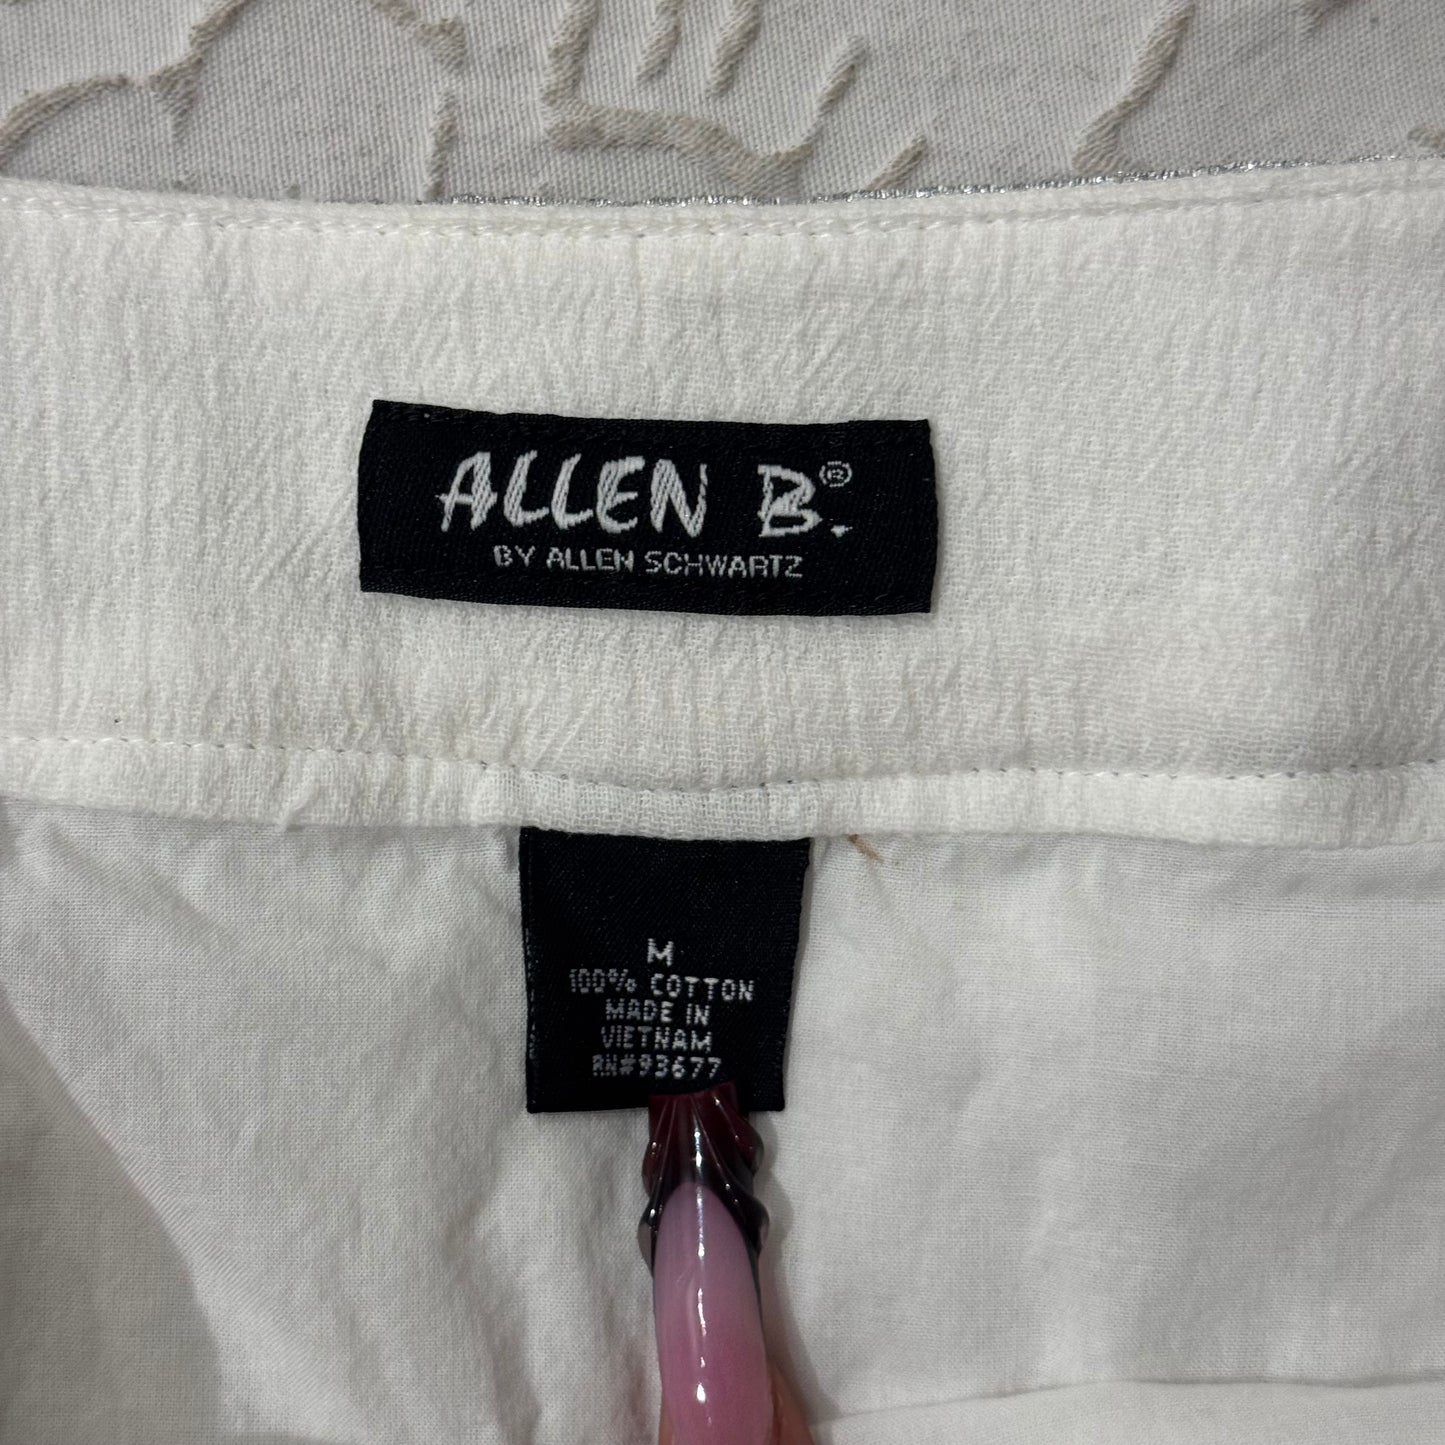 ALLEN B.®
BY ALLEN SCHWARTZ
M
100% COTTON
MADE IN
VIETNAM
RN#93677